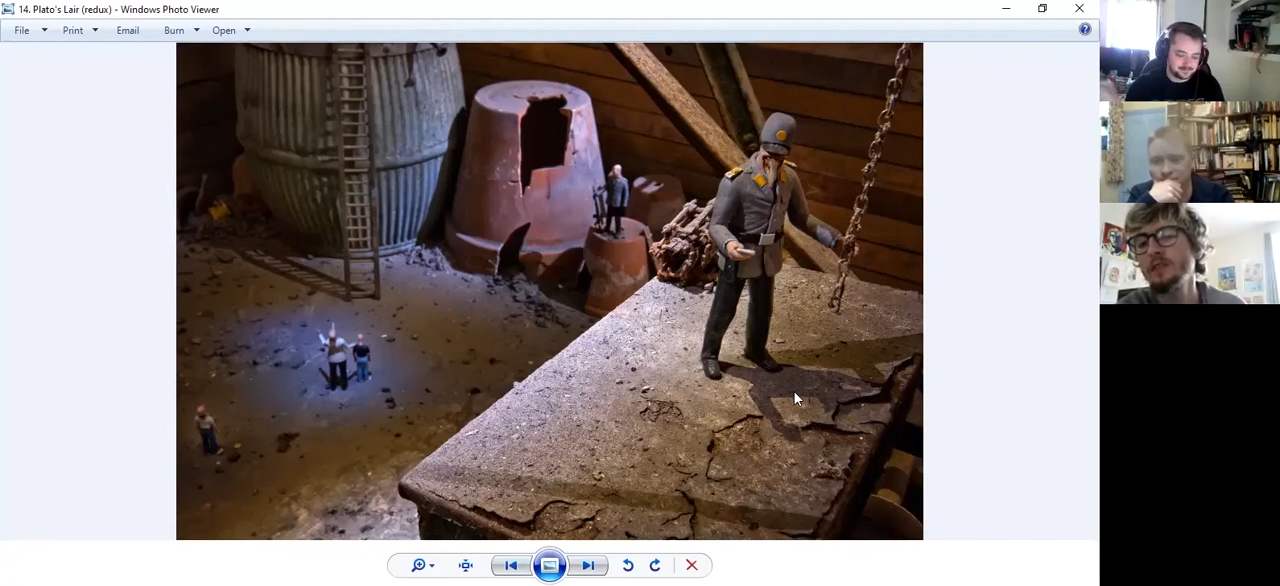 14. Plato's Lair (redux) - Windows Photo Viewer
File Print Email Burn Open